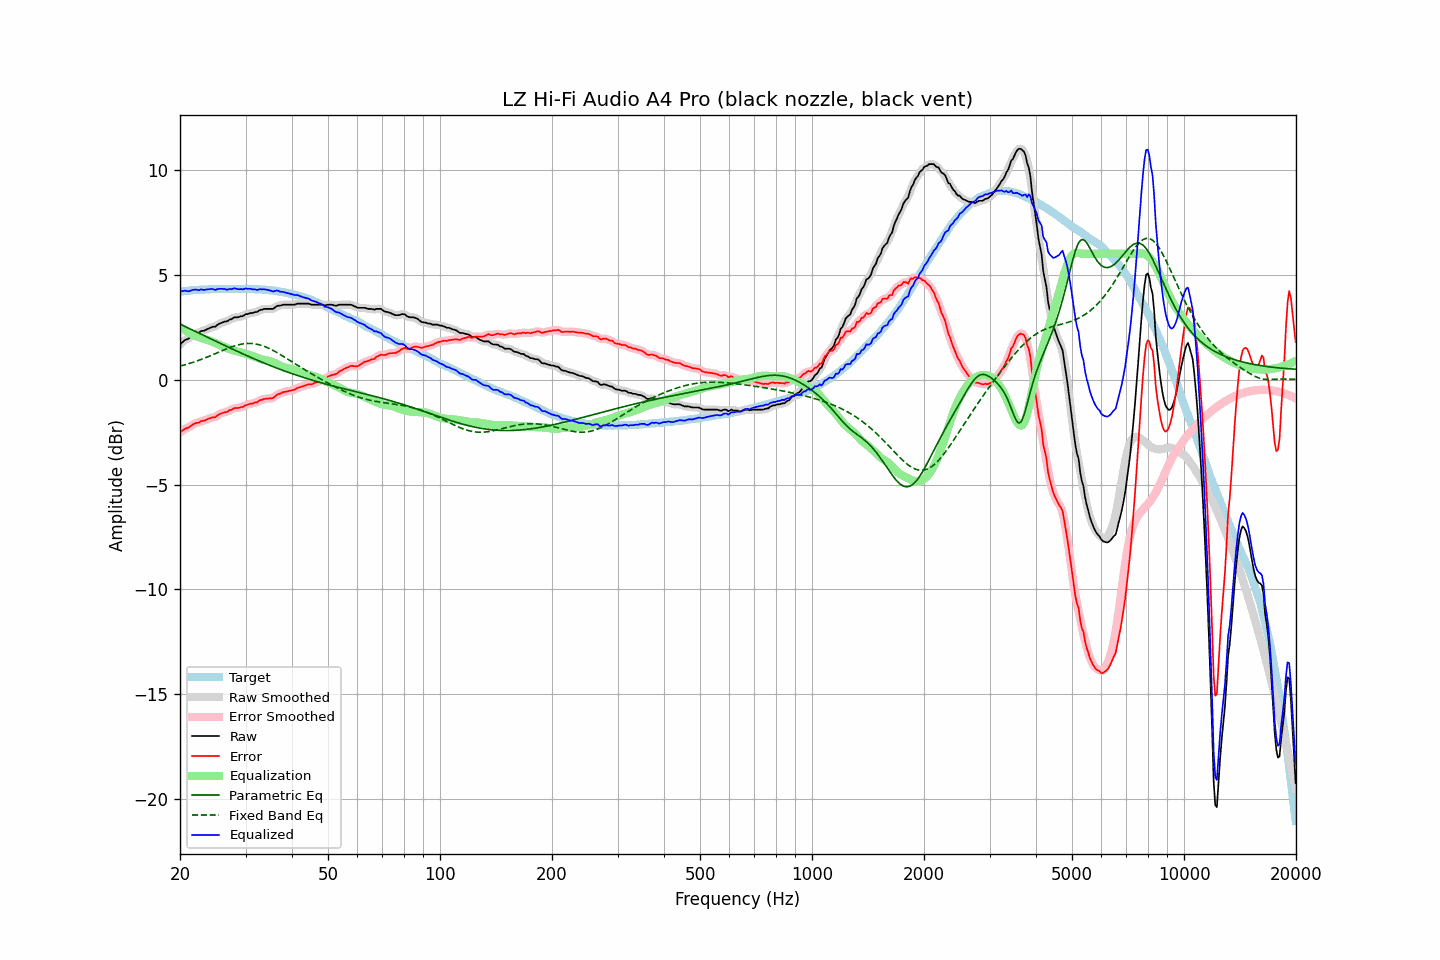 LZ Hi-Fi Audio A4 Pro (black nozzle, black vent)
Amplitude (dBr)
10
5
0
−5
−10
−15
−20
Target
Raw Smoothed
Error Smoothed
Raw
Error
Equalization
Parametric Eq
Fixed Band Eq
Equalized
20 50 100 200 500 1000 2000 5000 10000 20000
Frequency (Hz)